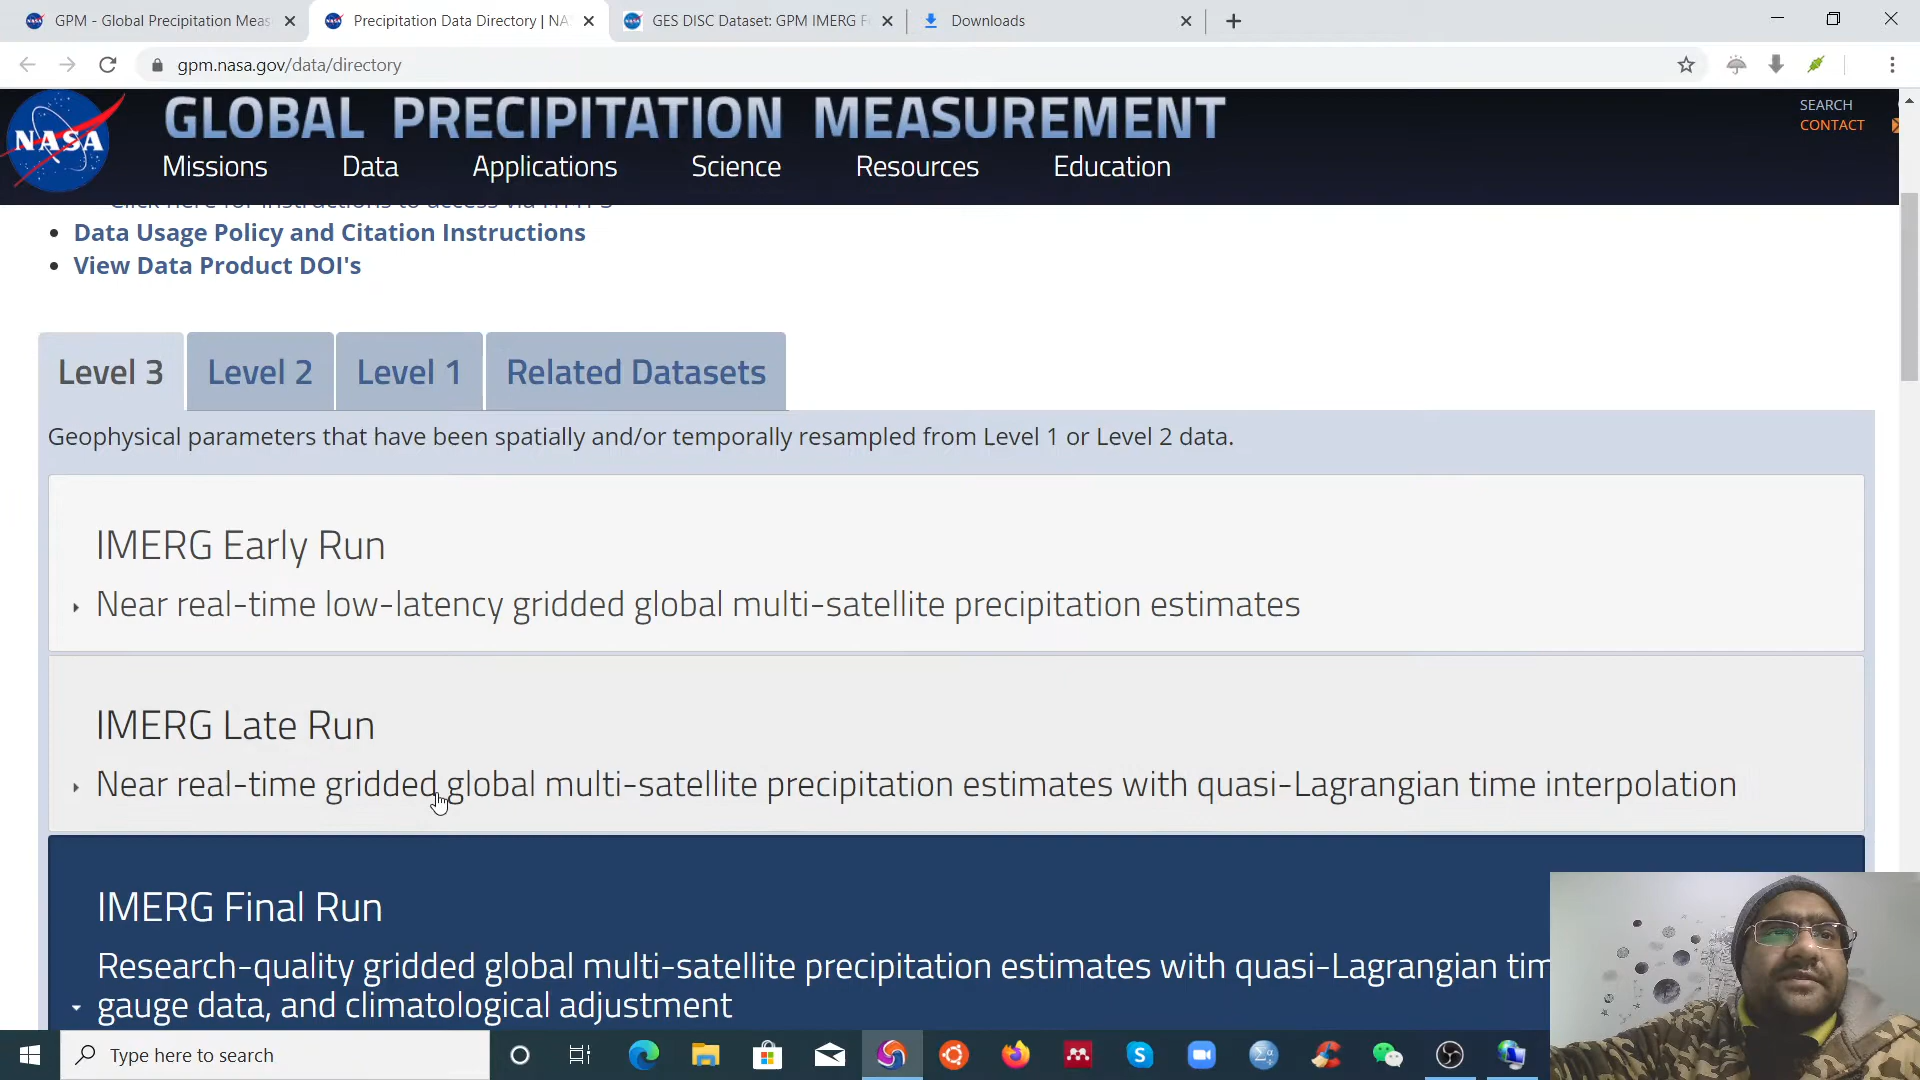 GPM - Global Precipitation Meas
Precipitation Data Directory | NA
GES DISC Dataset: GPM IMERG F
Downloads
gpm.nasa.gov/data/directory
NASA
GLOBAL PRECIPITATION MEASUREMENT
SEARCH
CONTACT
Missions
Data
Applications
Science
Resources
Education
Data Usage Policy and Citation Instructions
View Data Product DOI's
Level 3
Level 2
Level 1
Related Datasets
Geophysical parameters that have been spatially and/or temporally resampled from Level 1 or Level 2 data.
IMERG Early Run
Near real-time low-latency gridded global multi-satellite precipitation estimates
IMERG Late Run
Near real-time gridded global multi-satellite precipitation estimates with quasi-Lagrangian time interpolation
IMERG Final Run
Research-quality gridded global multi-satellite precipitation estimates with quasi-Lagrangian tim
gauge data, and climatological adjustment
Type here to search